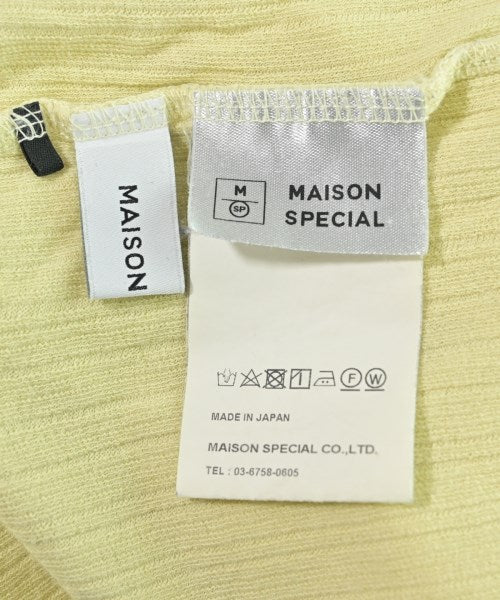 MAISON
M
SP
MAISON
SPECIAL
F W
MADE IN JAPAN
MAISON SPECIAL CO.,LTD.
TEL : 03-6758-0605